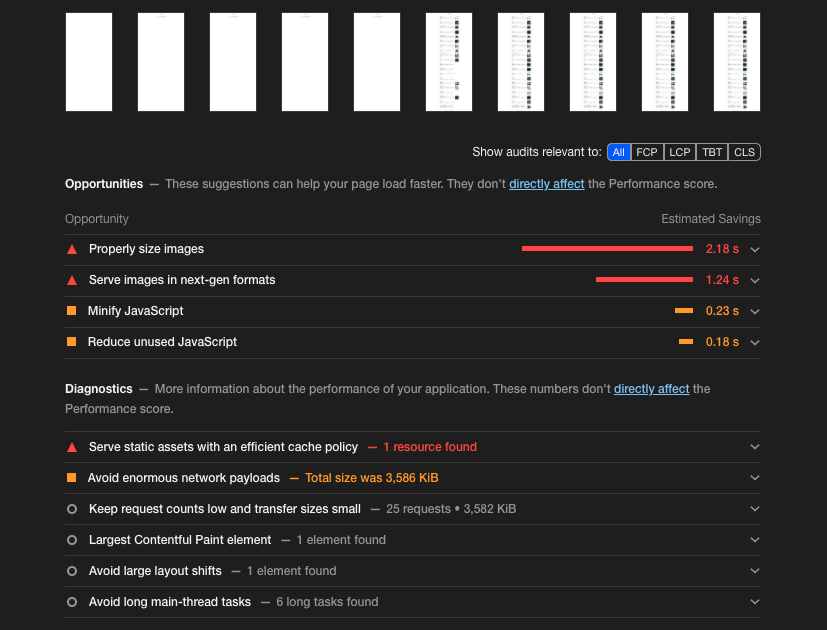 Show audits relevant to: All FCP LCP TBT CLS
Opportunities — These suggestions can help your page load faster. They don't directly affect the Performance score.
Opportunity Estimated Savings
Properly size images 2.18 s
Serve images in next-gen formats 1.24 s
Minify JavaScript 0.23 s
Reduce unused JavaScript 0.18 s
Diagnostics — More information about the performance of your application. These numbers don't directly affect the
Performance score.
Serve static assets with an efficient cache policy — 1 resource found
Avoid enormous network payloads — Total size was 3,586 KiB
Keep request counts low and transfer sizes small — 25 requests • 3,582 KiB
Largest Contentful Paint element — 1 element found
Avoid large layout shifts — 1 element found
Avoid long main-thread tasks — 6 long tasks found